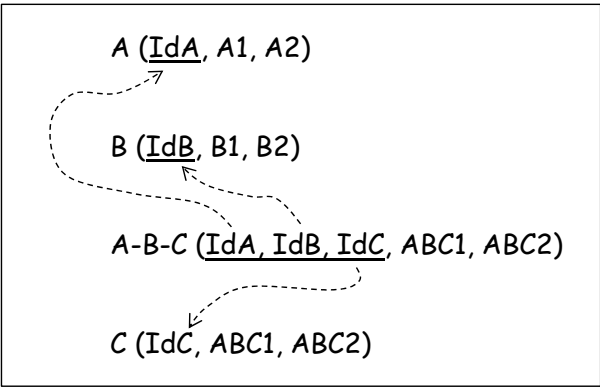 A (IdA, A1, A2)
B (IdB, B1, B2)
A-B-C (IdA, IdB, IdC, ABC1, ABC2)
C (IdC, ABC1, ABC2)